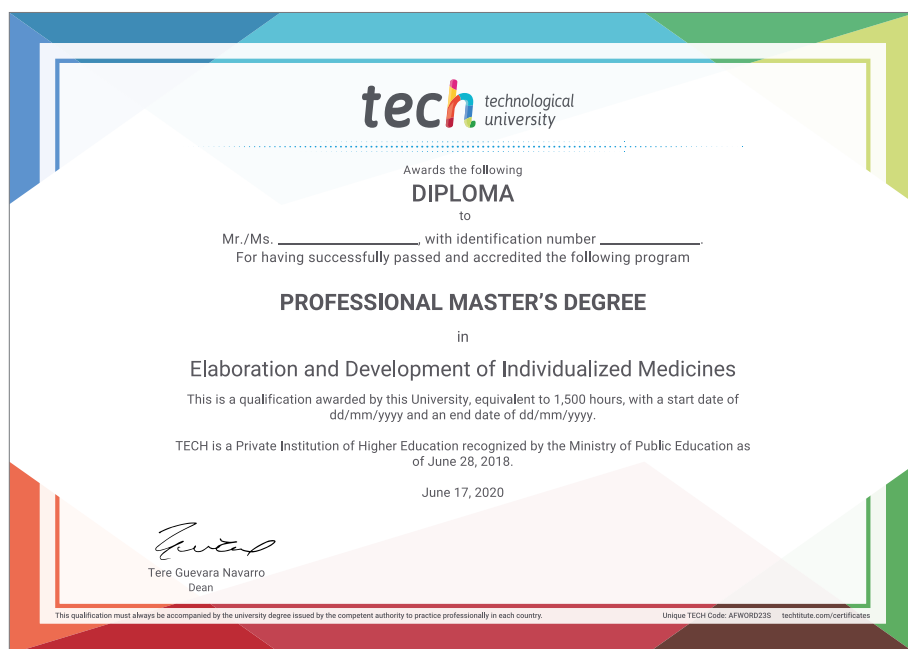 tech technological
university
Awards the following
DIPLOMA
to
Mr./Ms. ____________________, with identification number ______________.
For having successfully passed and accredited the following program
PROFESSIONAL MASTER'S DEGREE
in
Elaboration and Development of Individualized Medicines
This is a qualification awarded by this University, equivalent to 1,500 hours, with a start date of
dd/mm/yyyy and an end date of dd/mm/yyyy.
TECH is a Private Institution of Higher Education recognized by the Ministry of Public Education as
of June 28, 2018.
June 17, 2020
Tere Guevara Navarro
Dean
This qualification must always be accompanied by the university degree issued by the competent authority to practice professionally in each country.
Unique TECH Code: AFWORD23S techtitute.com/certificates